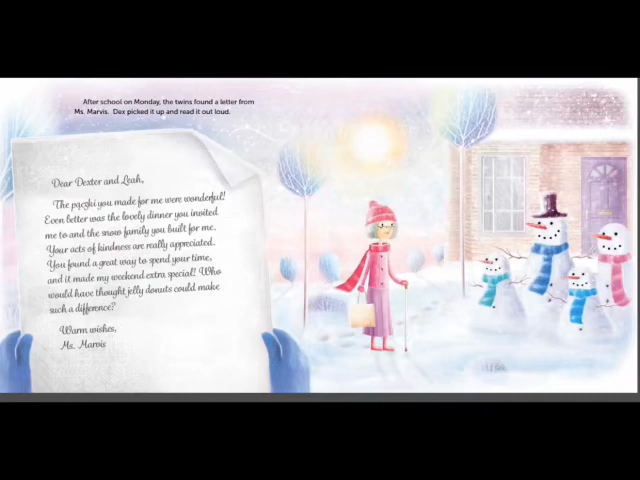 After school on Monday, the twins found a letter from
Ms. Marvis. Dex picked it up and read it out loud.
Dear Dexter and Leah,
The pączki you made for me were wonderful!
Even better was the lovely dinner you invited
me to and the snow family you built for me.
Your acts of kindness are really appreciated.
You found a great way to spend your time,
and it made my weekend extra special! Who
would have thought jelly donuts could make
such a difference?
Warm wishes,
Ms. Marvis